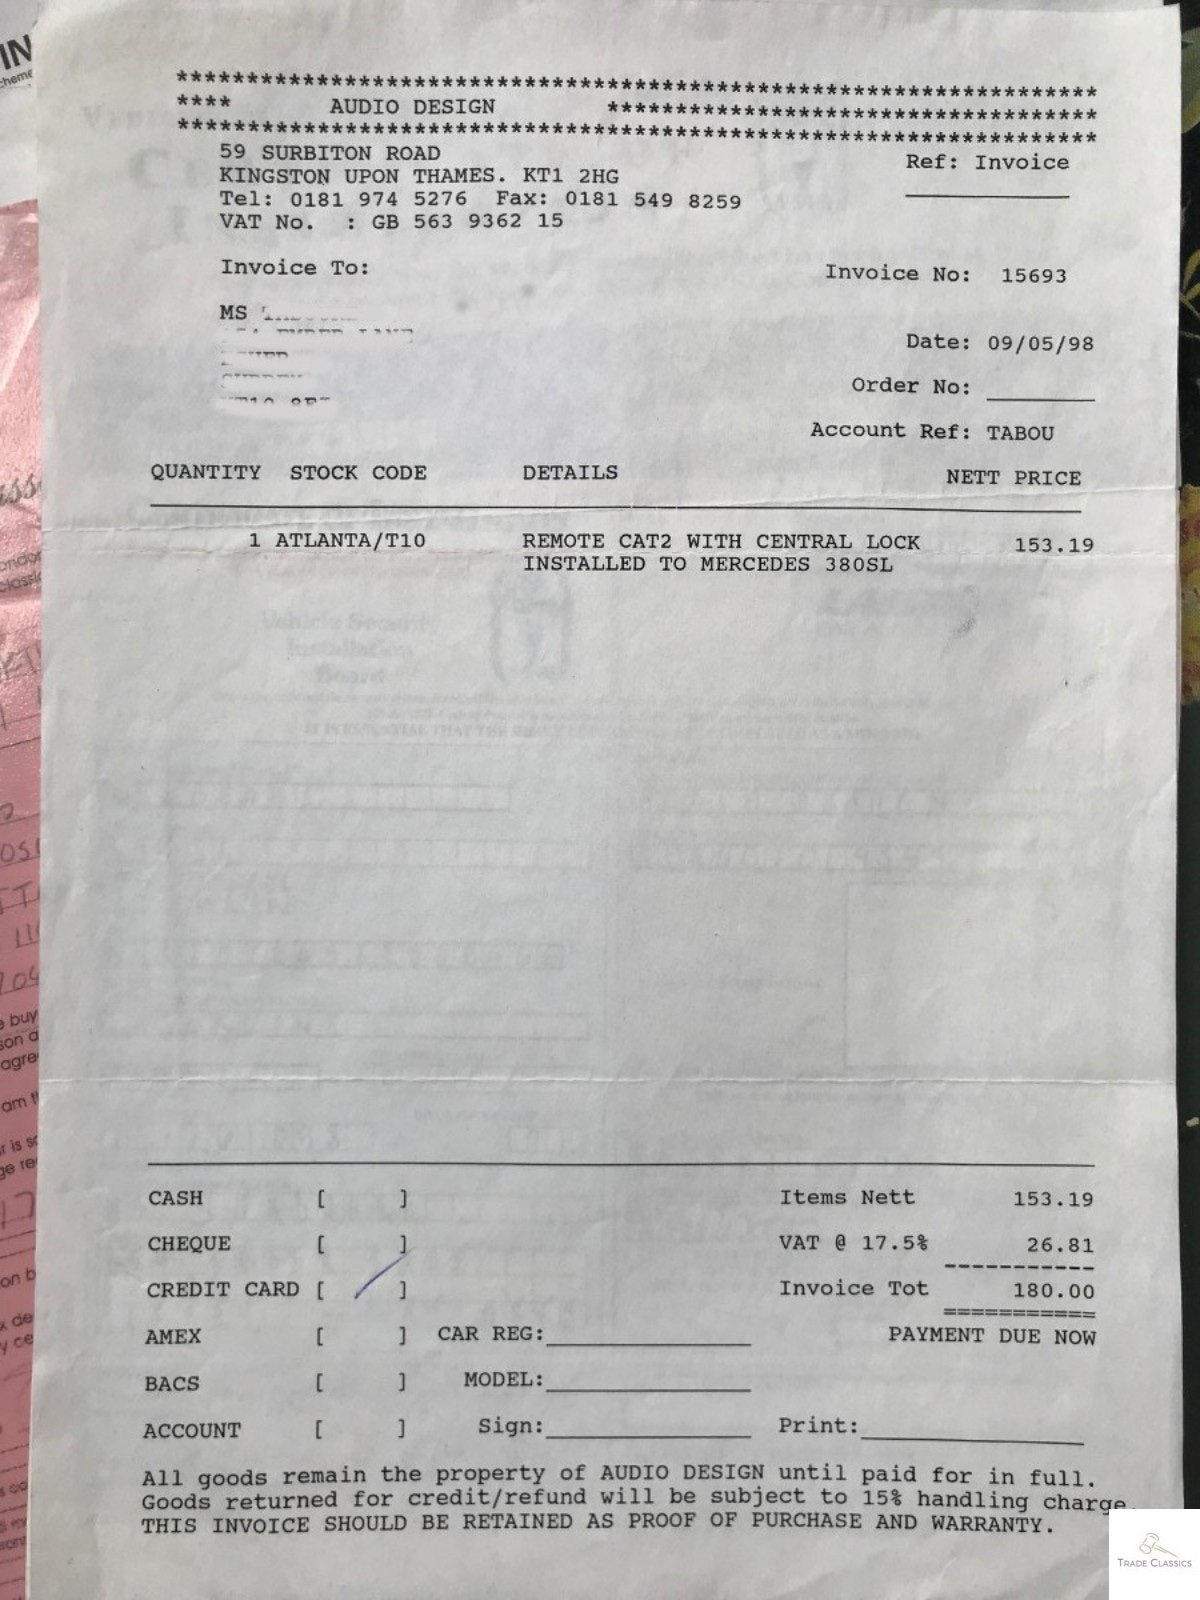 ****************************************************************
**** AUDIO DESIGN **********************************
****************************************************************
59 SURBITON ROAD
KINGSTON UPON THAMES. KT1 2HG
Tel: 0181 974 5276 Fax: 0181 549 8259
VAT No. : GB 563 9362 15
Ref: Invoice
Invoice To:
Invoice No: 15693
MS
Date: 09/05/98
Order No:
Account Ref: TABOU
QUANTITY STOCK CODE DETAILS NETT PRICE
1 ATLANTA/T10 REMOTE CAT2 WITH CENTRAL LOCK 153.19
INSTALLED TO MERCEDES 380SL
CASH [ ] Items Nett 153.19
CHEQUE [ ] VAT @ 17.5% 26.81
CREDIT CARD [ / ] Invoice Tot 180.00
AMEX [ ] CAR REG: PAYMENT DUE NOW
BACS [ ] MODEL:
ACCOUNT [ ] Sign: Print:
All goods remain the property of AUDIO DESIGN until paid for in full.
Goods returned for credit/refund will be subject to 15% handling charge.
THIS INVOICE SHOULD BE RETAINED AS PROOF OF PURCHASE AND WARRANTY.
TRADE CLASSICS